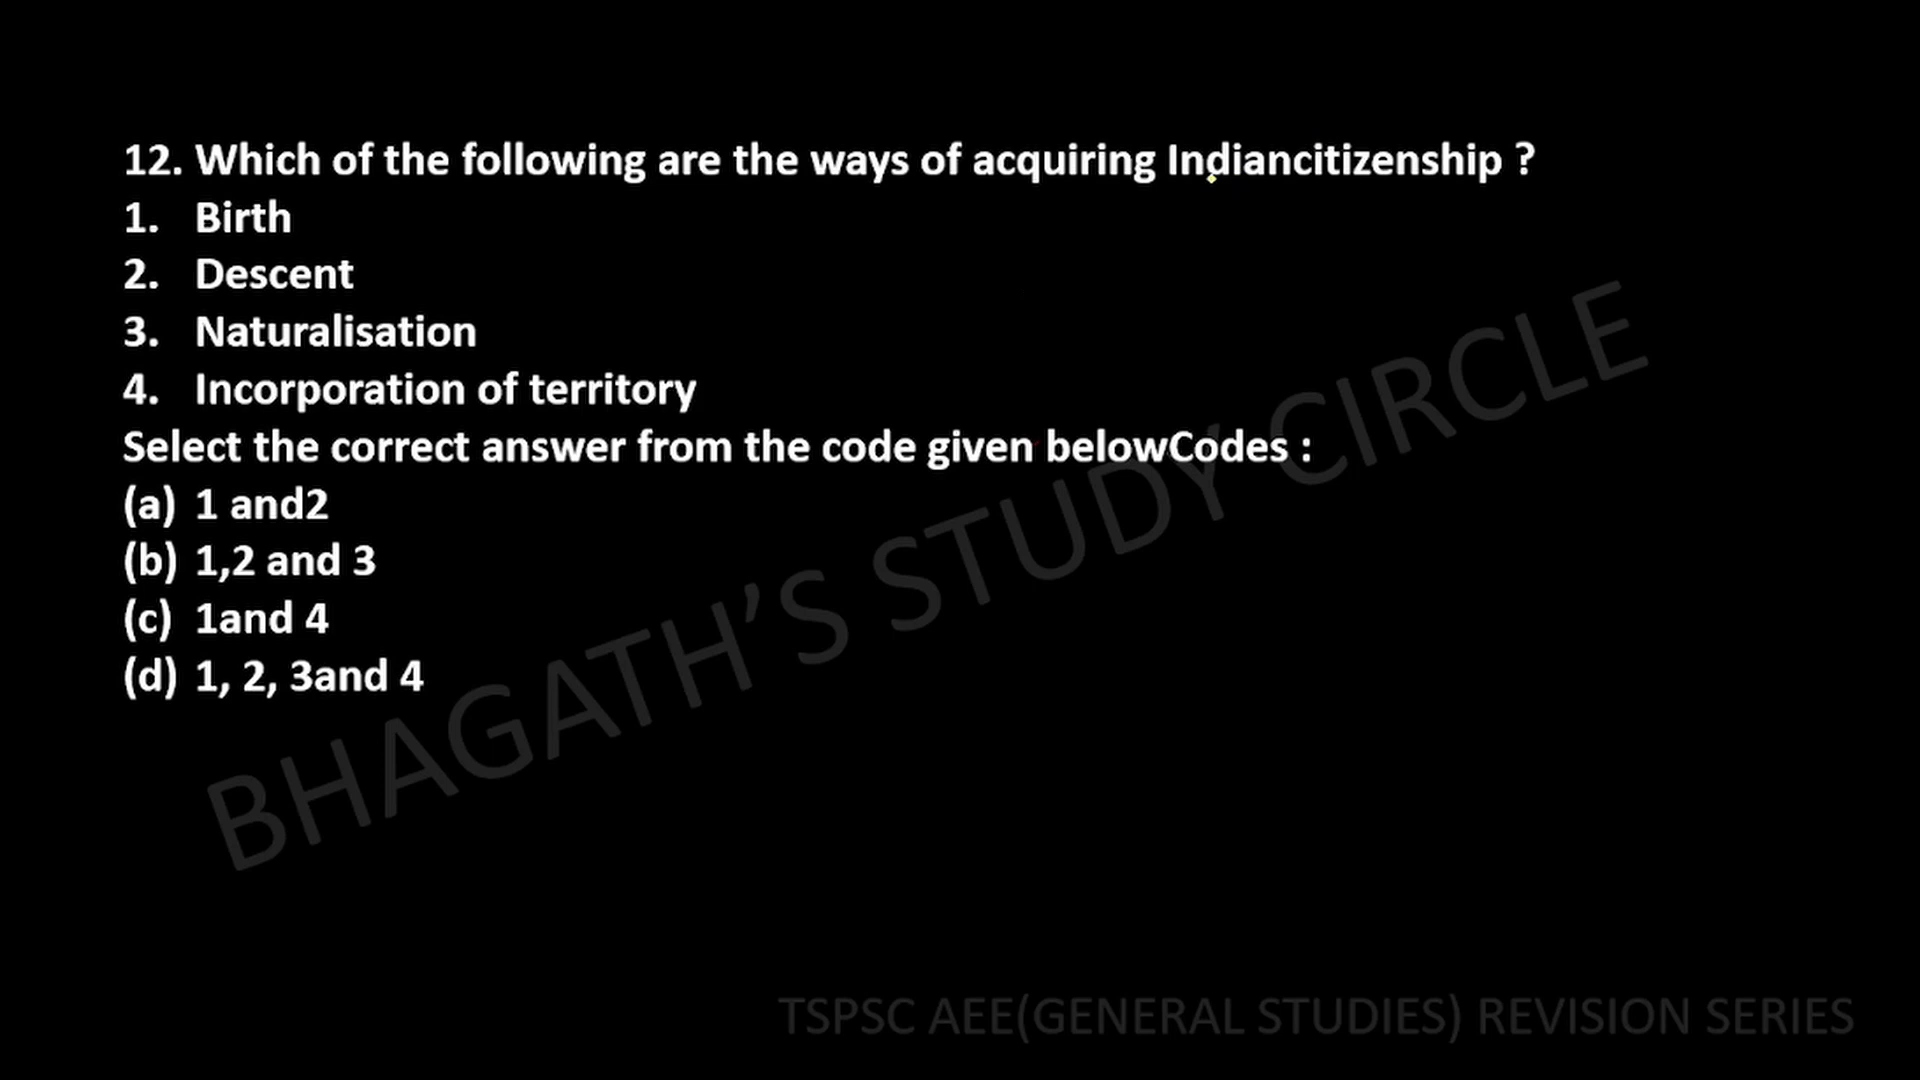 12. Which of the following are the ways of acquiring Indiancitizenship ?
1. Birth
2. Descent
3. Naturalisation
4. Incorporation of territory
Select the correct answer from the code given belowCodes :
(a) 1 and2
(b) 1,2 and 3
(c) 1and 4
(d) 1, 2, 3and 4
BHAGATH'S STUDY CIRCLE
TSPSC AEE(GENERAL STUDIES) REVISION SERIES